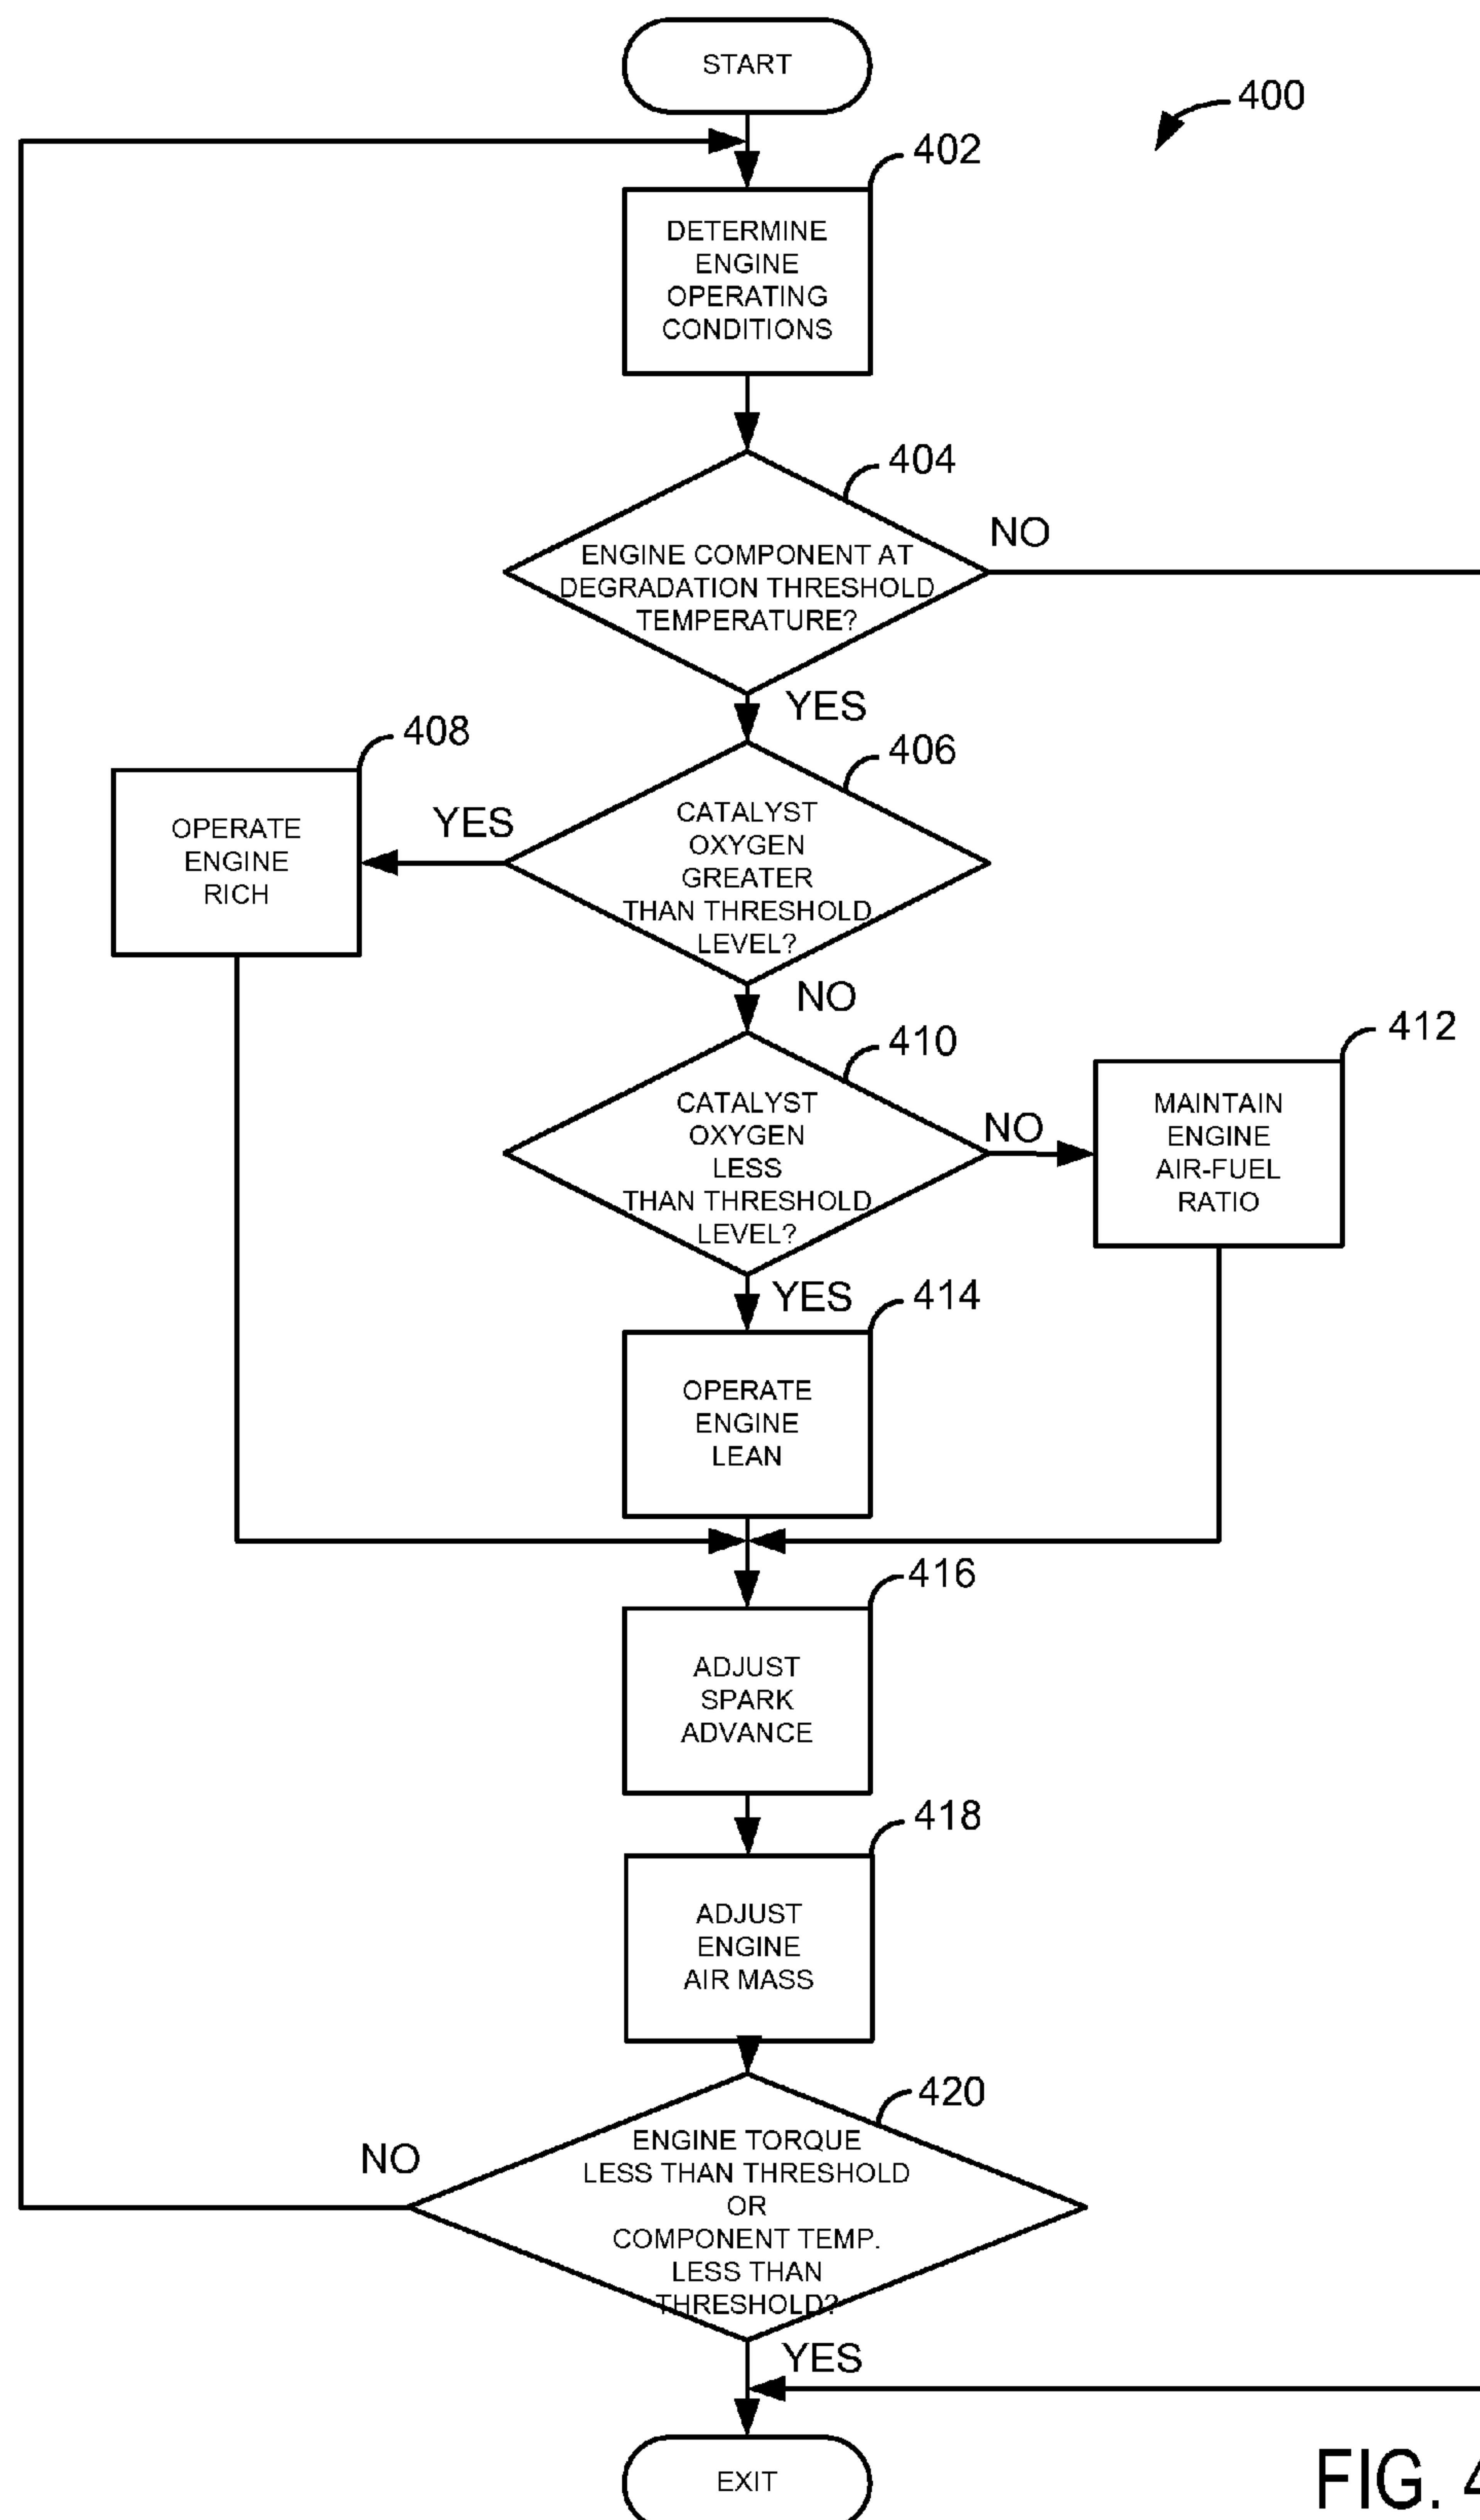 START
400
402
DETERMINE
ENGINE
OPERATING
CONDITIONS
404
NO
ENGINE COMPONENT AT
DEGRADATION THRESHOLD
TEMPERATURE?
YES
408
406
OPERATE
ENGINE
RICH
YES
CATALYST
OXYGEN
GREATER
THAN THRESHOLD
LEVEL?
NO
410
412
CATALYST
OXYGEN
LESS
THAN THRESHOLD
LEVEL?
NO
MAINTAIN
ENGINE
AIR-FUEL
RATIO
YES
414
OPERATE
ENGINE
LEAN
416
ADJUST
SPARK
ADVANCE
418
ADJUST
ENGINE
AIR MASS
420
NO
ENGINE TORQUE
LESS THAN THRESHOLD
OR
COMPONENT TEMP.
LESS THAN
THRESHOLD?
YES
EXIT
FIG. 4